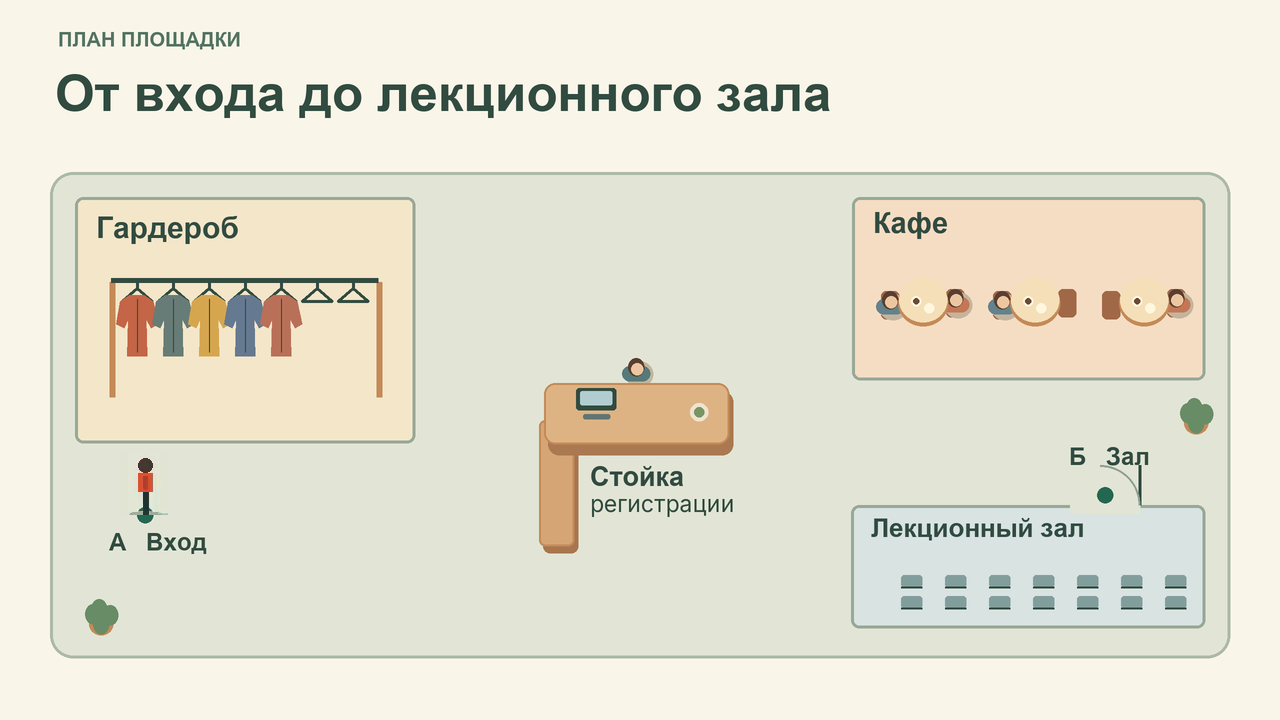 ПЛАН ПЛОЩАДКИ
От входа до лекционного зала
Гардероб
Кафе
Стойка
регистрации
А Вход
Б Зал
Лекционный зал